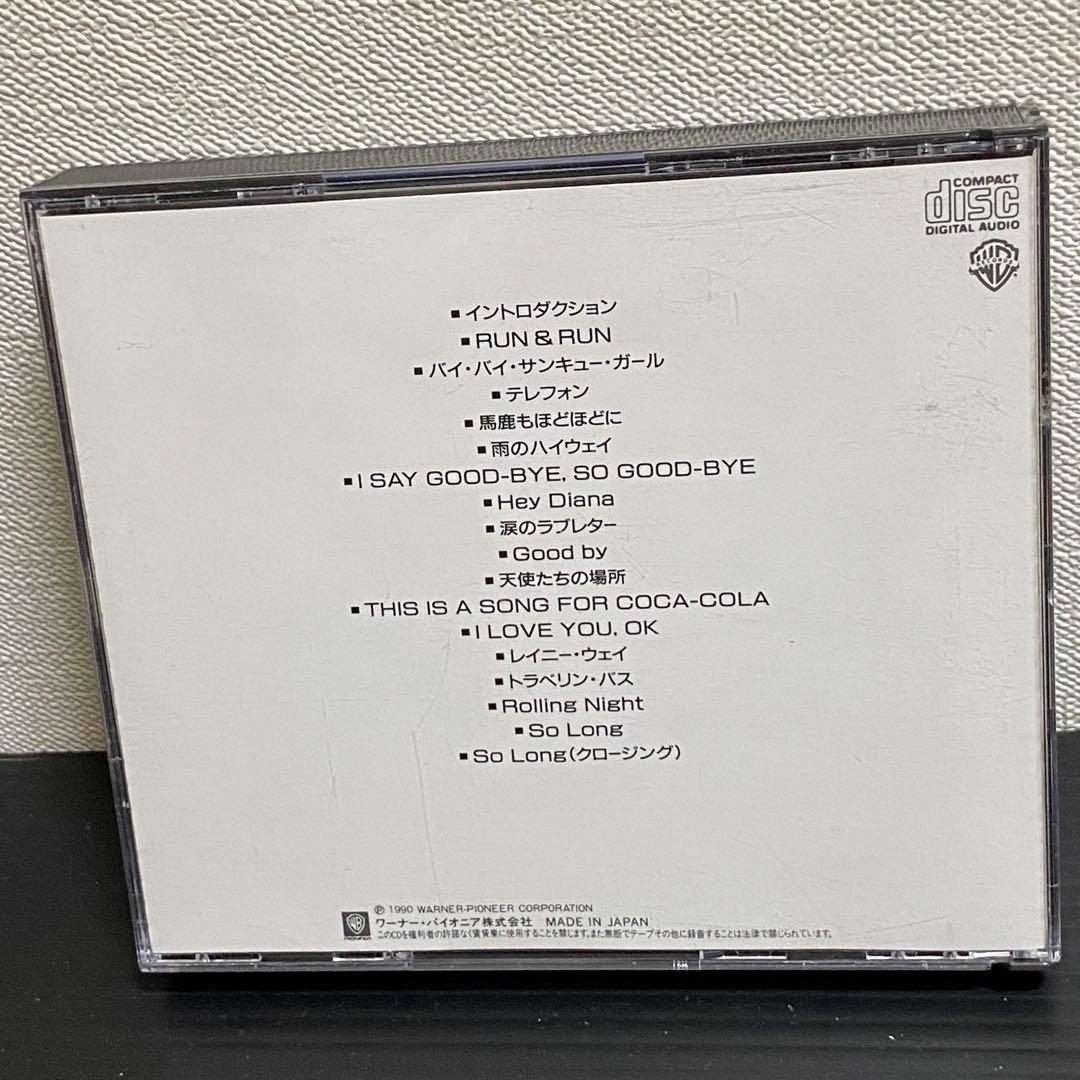 COMPACT
disc
DIGITAL AUDIO
RECORDS
■イントロダクション
■RUN & RUN
■バイ・バイ・サンキュー・ガール
■テレフォン
■馬鹿もほどほどに
■雨のハイウェイ
■I SAY GOOD-BYE, SO GOOD-BYE
■Hey Diana
■涙のラブレター
■Good by
■天使たちの場所
■THIS IS A SONG FOR COCA-COLA
■I LOVE YOU, OK
■レイニー・ウェイ
■トラベリン・バス
■Rolling Night
■So Long
■So Long(クロージング)
Ⓟ 1990 WARNER-PIONEER CORPORATION
ワーナー・パイオニア株式会社 MADE IN JAPAN
このCDを権利者の許諾なく賃貸業に使用することを禁じます。また無断でテープその他に録音することは法律で禁じられています。
PIONEER